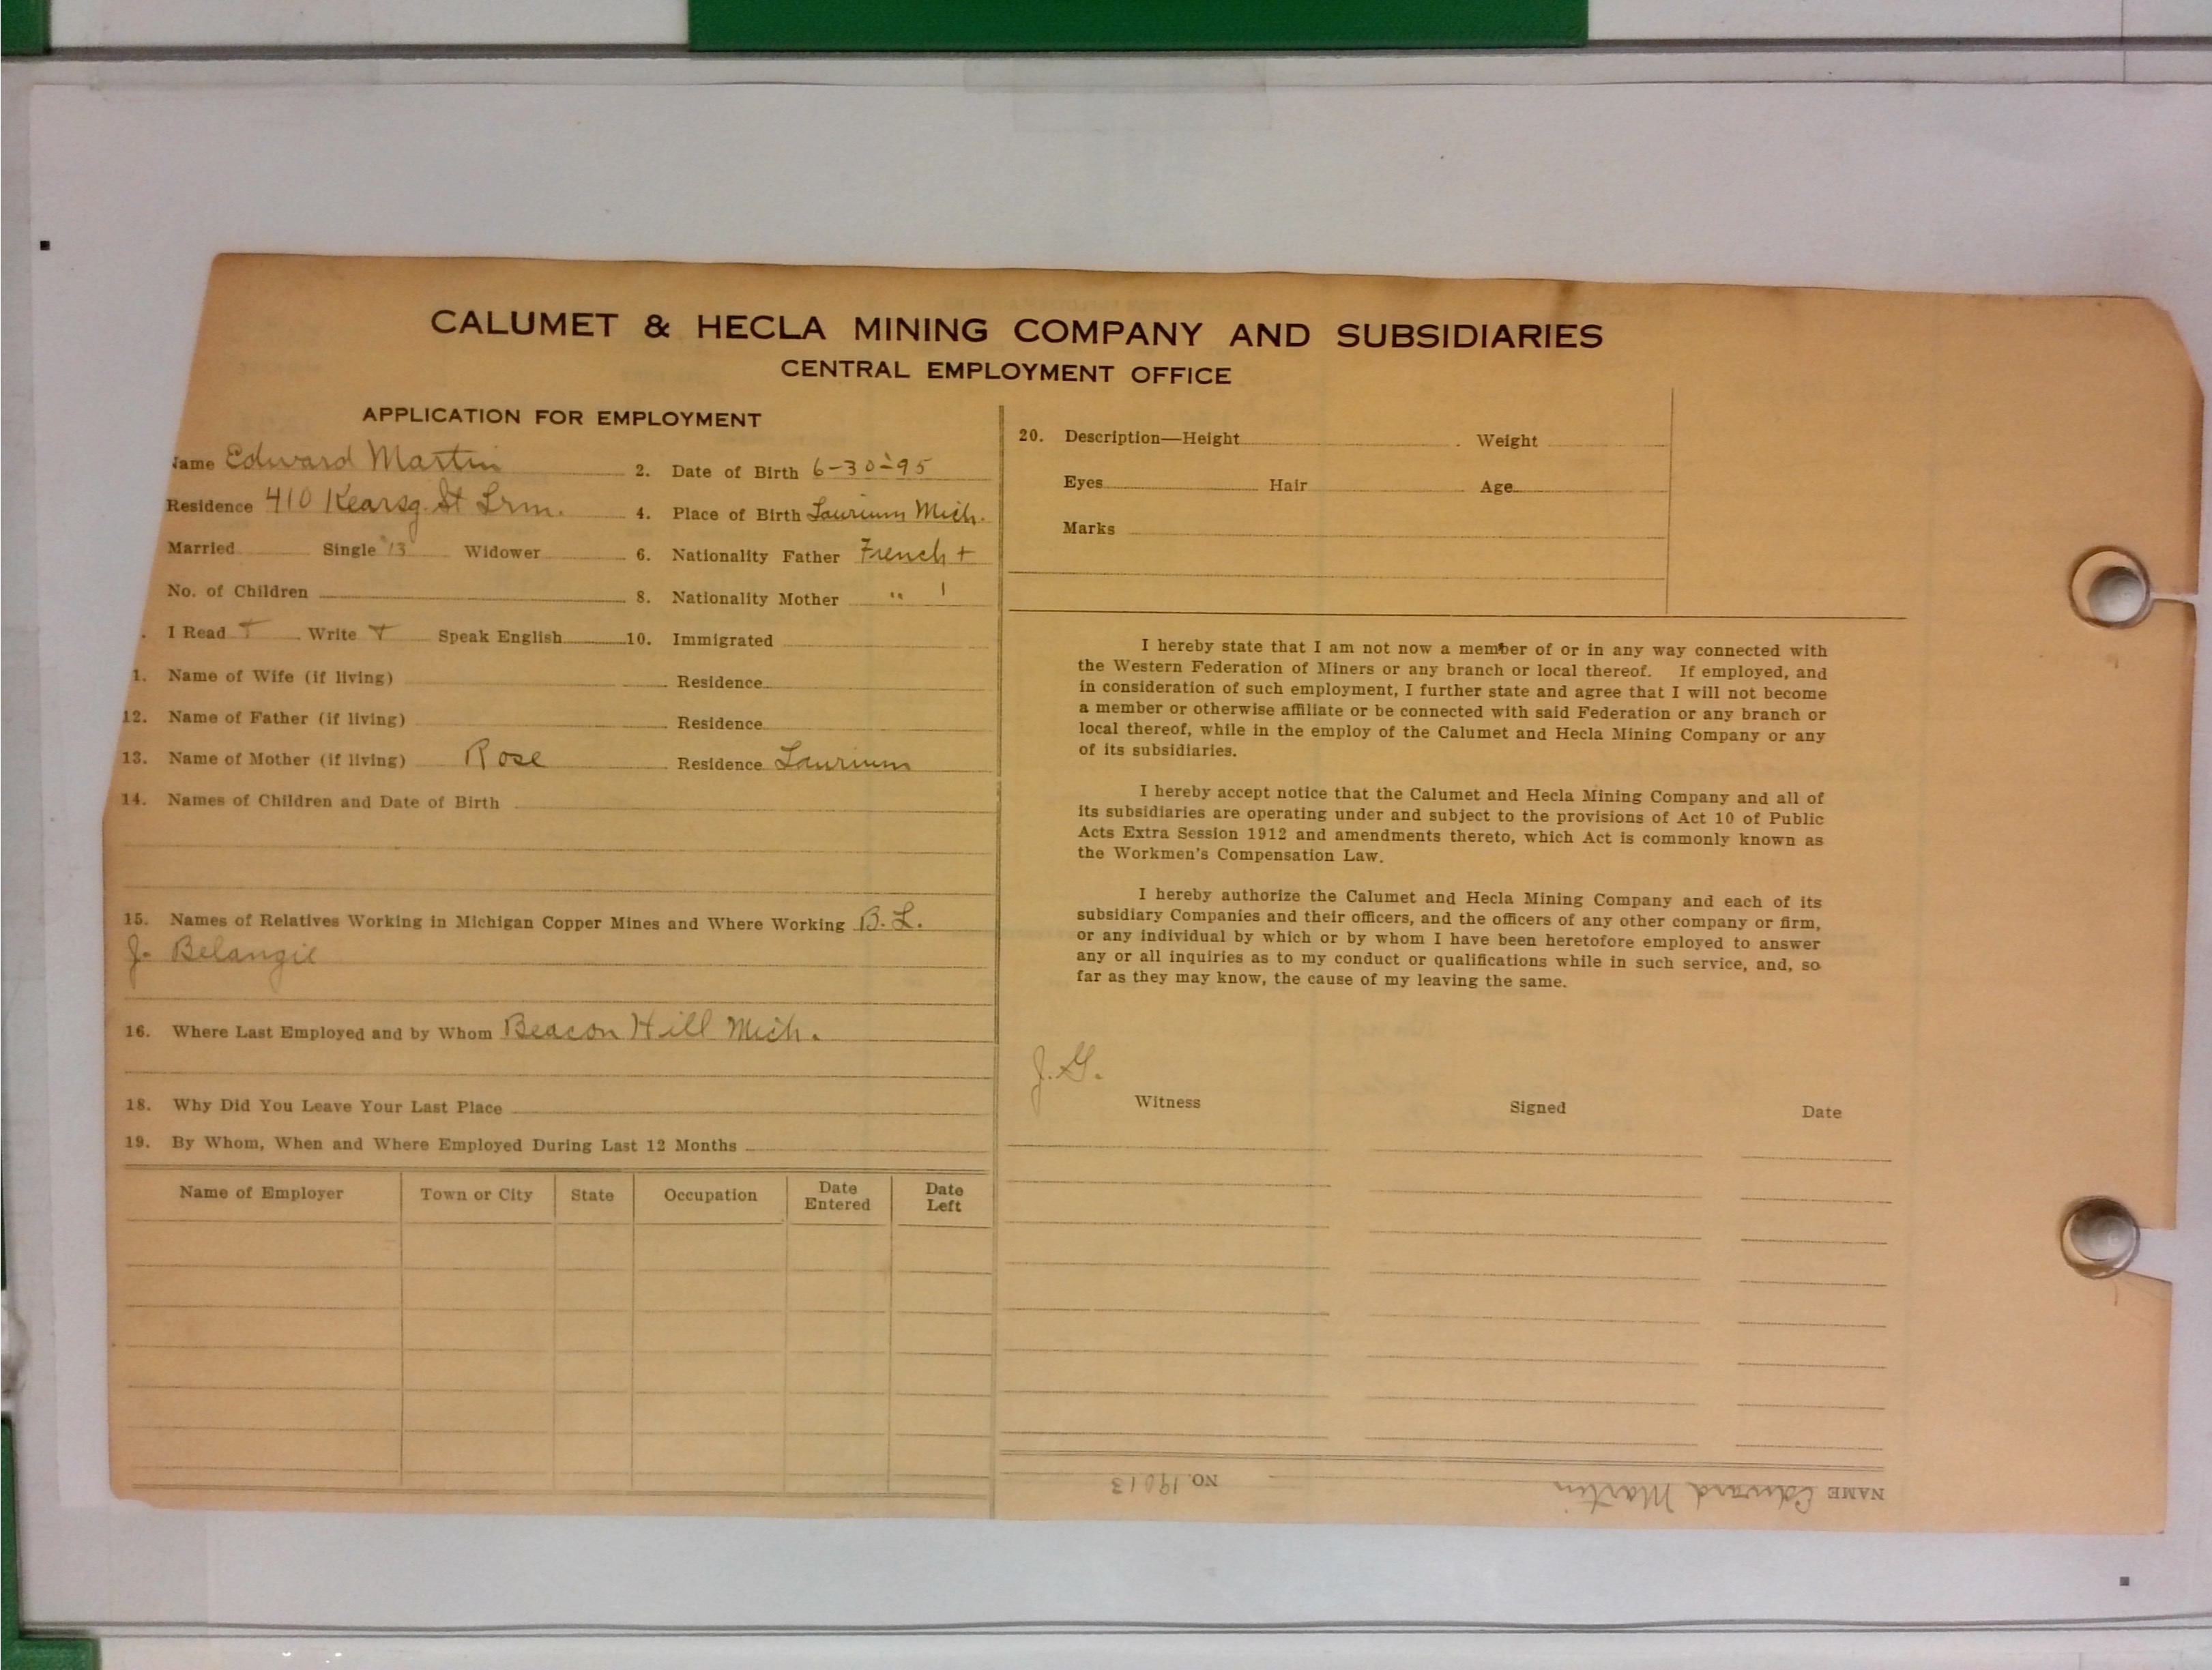 CALUMET & HECLA MINING COMPANY AND SUBSIDIARIES
CENTRAL EMPLOYMENT OFFICE
APPLICATION FOR EMPLOYMENT
Name Edward Martin 2. Date of Birth 6-30-95
Residence 410 Kearsg. St Lrm. 4. Place of Birth Laurium Mich.
Married Single '13 Widower 6. Nationality Father French +
No. of Children 8. Nationality Mother " 1
I Read + Write + Speak English 10. Immigrated
1. Name of Wife (if living) Residence
12. Name of Father (if living) Residence
13. Name of Mother (if living) Rose Residence Laurium
14. Names of Children and Date of Birth
15. Names of Relatives Working in Michigan Copper Mines and Where Working B. L.
J. Belangie
16. Where Last Employed and by Whom Beacon Hill Mich.
18. Why Did You Leave Your Last Place
19. By Whom, When and Where Employed During Last 12 Months
Name of Employer Town or City State Occupation Date Entered Date Left
20. Description—Height Weight
Eyes Hair Age
Marks
I hereby state that I am not now a member of or in any way connected with
the Western Federation of Miners or any branch or local thereof. If employed, and
in consideration of such employment, I further state and agree that I will not become
a member or otherwise affiliate or be connected with said Federation or any branch or
local thereof, while in the employ of the Calumet and Hecla Mining Company or any
of its subsidiaries.
I hereby accept notice that the Calumet and Hecla Mining Company and all of
its subsidiaries are operating under and subject to the provisions of Act 10 of Public
Acts Extra Session 1912 and amendments thereto, which Act is commonly known as
the Workmen's Compensation Law.
I hereby authorize the Calumet and Hecla Mining Company and each of its
subsidiary Companies and their officers, and the officers of any other company or firm,
or any individual by which or by whom I have been heretofore employed to answer
any or all inquiries as to my conduct or qualifications while in such service, and, so
far as they may know, the cause of my leaving the same.
J. G.
Witness Signed Date
NAME Edward Martin NO. 19013